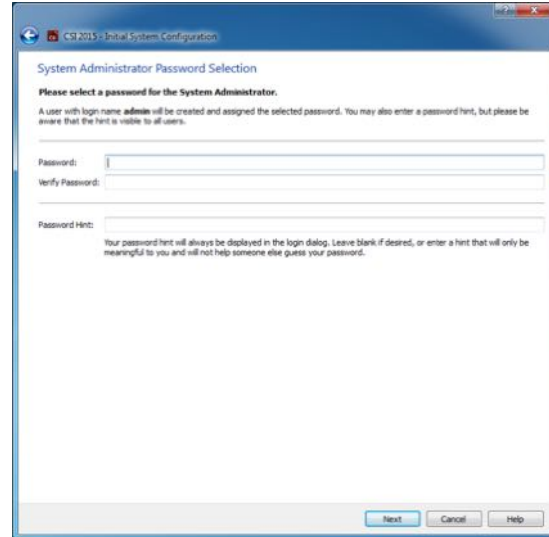 CSI 2015 - Initial System Configuration
System Administrator Password Selection
Please select a password for the System Administrator.
A user with login name admin will be created and assigned the selected password. You may also enter a password hint, but please be
aware that the hint is visible to all users.
Password:
Verify Password:
Password Hint:
Your password hint will always be displayed in the login dialog. Leave blank if desired, or enter a hint that will only be
meaningful to you and will not help someone else guess your password.
Next Cancel Help